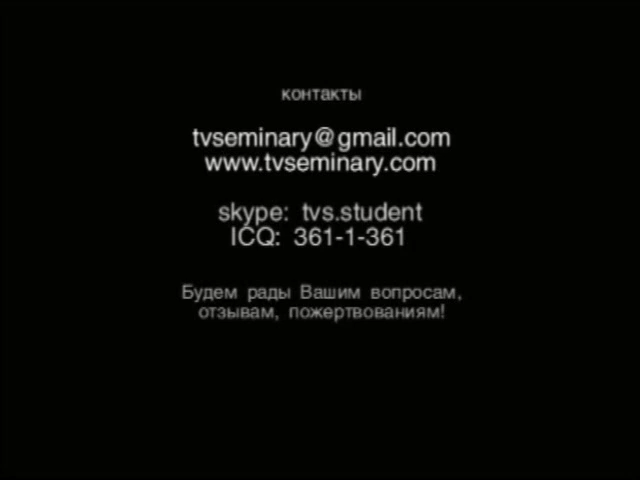 контакты
tvseminary@gmail.com
www.tvseminary.com
skype: tvs.student
ICQ: 361-1-361
Будем рады Вашим вопросам,
отзывам, пожертвованиям!